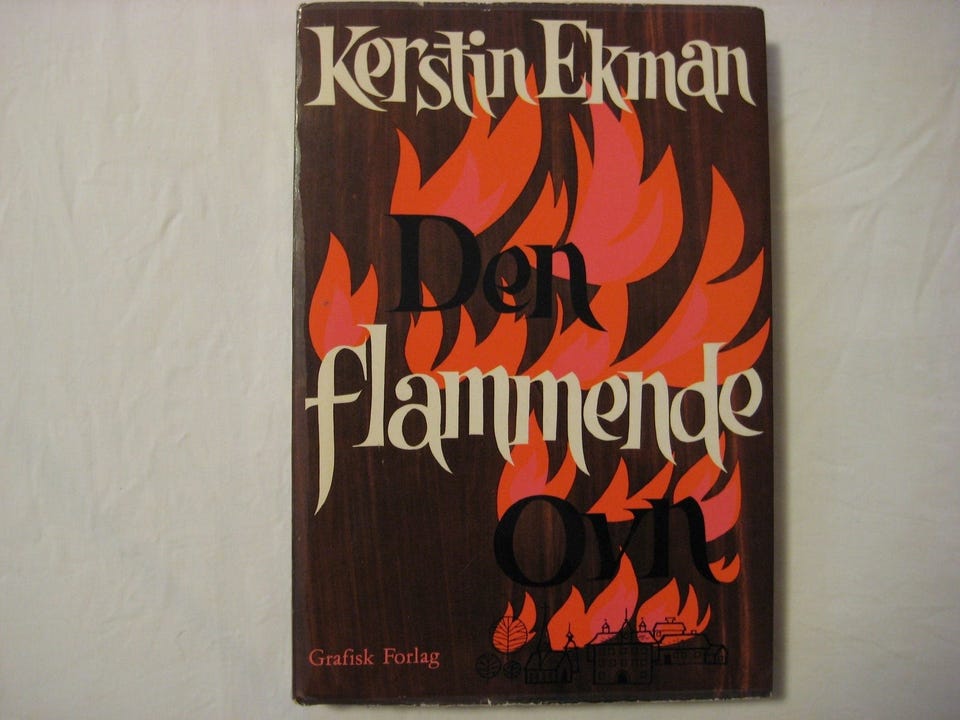 Kerstin Ekman
Den
flammende
Ovn
Grafisk Forlag